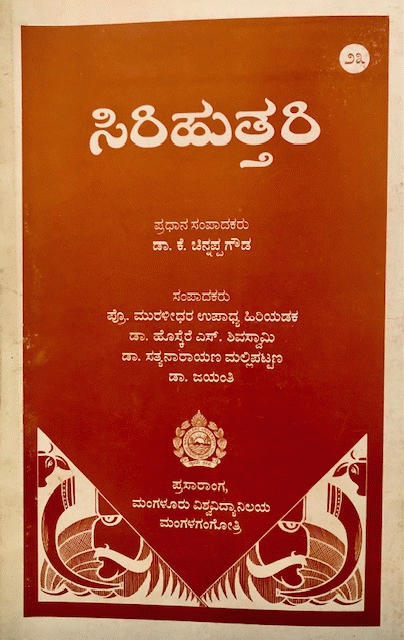 ೨೩
ಸಿರಿಹುತ್ತರಿ
ಪ್ರಧಾನ ಸಂಪಾದಕರು
ಡಾ. ಕೆ. ಚಿನ್ನಪ್ಪಗೌಡ
ಸಂಪಾದಕರು
ಪ್ರೊ. ಮುರಳೀಧರ ಉಪಾಧ್ಯ ಹಿರಿಯಡಕ
ಡಾ. ಹೊಸ್ಕೆರೆ ಎಸ್. ಶಿವಸ್ವಾಮಿ
ಡಾ. ಸತ್ಯನಾರಾಯಣ ಮಲ್ಲಿಪಟ್ಟಣ
ಡಾ. ಜಯಂತಿ
ಪ್ರಸಾರಾಂಗ,
ಮಂಗಳೂರು ವಿಶ್ವವಿದ್ಯಾನಿಲಯ
ಮಂಗಳಗಂಗೋತ್ರಿ